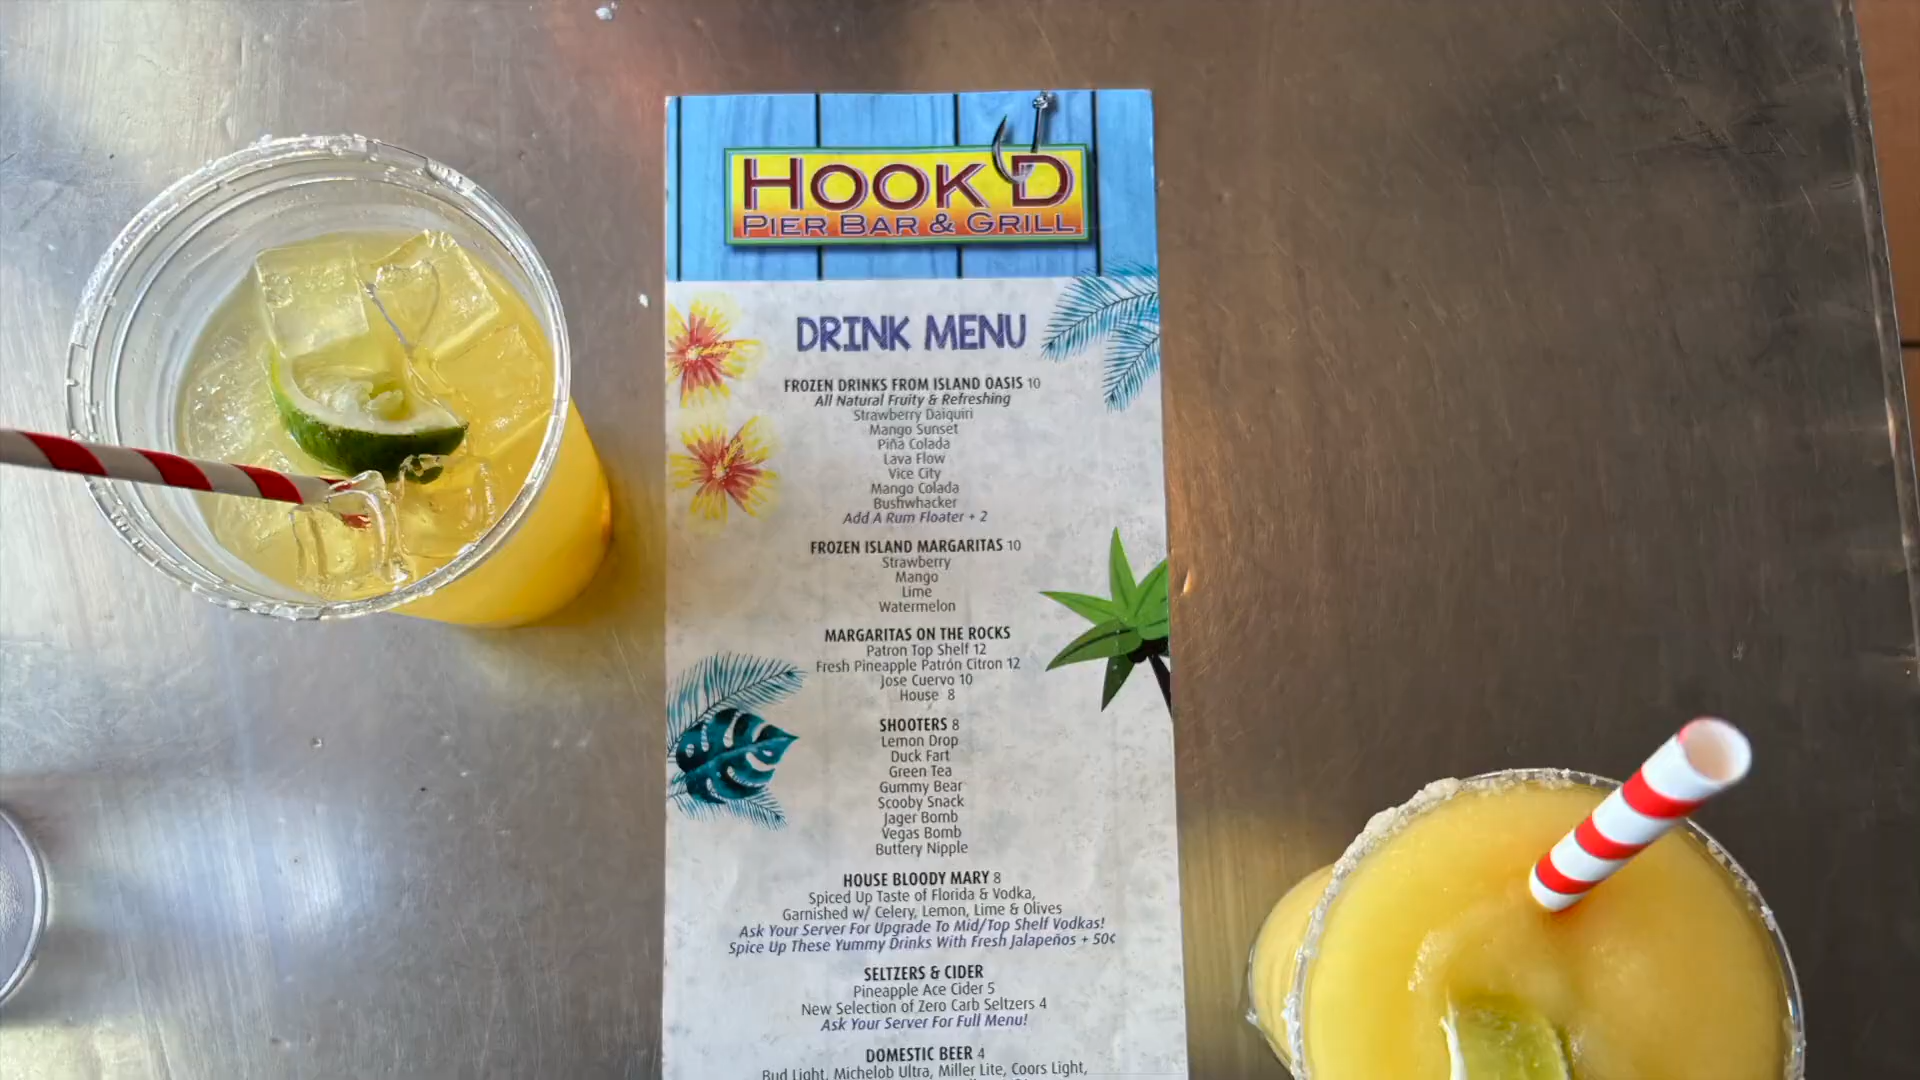 HOOK'D
PIER BAR & GRILL
DRINK MENU
FROZEN DRINKS FROM ISLAND OASIS 10
All Natural Fruity & Refreshing
Strawberry Daiquiri
Mango Sunset
Piña Colada
Lava Flow
Vice City
Mango Colada
Bushwhacker
Add A Rum Floater + 2
FROZEN ISLAND MARGARITAS 10
Strawberry
Mango
Lime
Watermelon
MARGARITAS ON THE ROCKS
Patron Top Shelf 12
Fresh Pineapple Patrón Citron 12
Jose Cuervo 10
House 8
SHOOTERS 8
Lemon Drop
Duck Fart
Green Tea
Gummy Bear
Scooby Snack
Jager Bomb
Vegas Bomb
Buttery Nipple
HOUSE BLOODY MARY 8
Spiced Up Taste of Florida & Vodka,
Garnished w/ Celery, Lemon, Lime & Olives
Ask Your Server For Upgrade To Mid/Top Shelf Vodkas!
Spice Up These Yummy Drinks With Fresh Jalapeños + 50¢
SELTZERS & CIDER
Pineapple Ace Cider 5
New Selection of Zero Carb Seltzers 4
Ask Your Server For Full Menu!
DOMESTIC BEER 4
Bud Light, Michelob Ultra, Miller Lite, Coors Light,